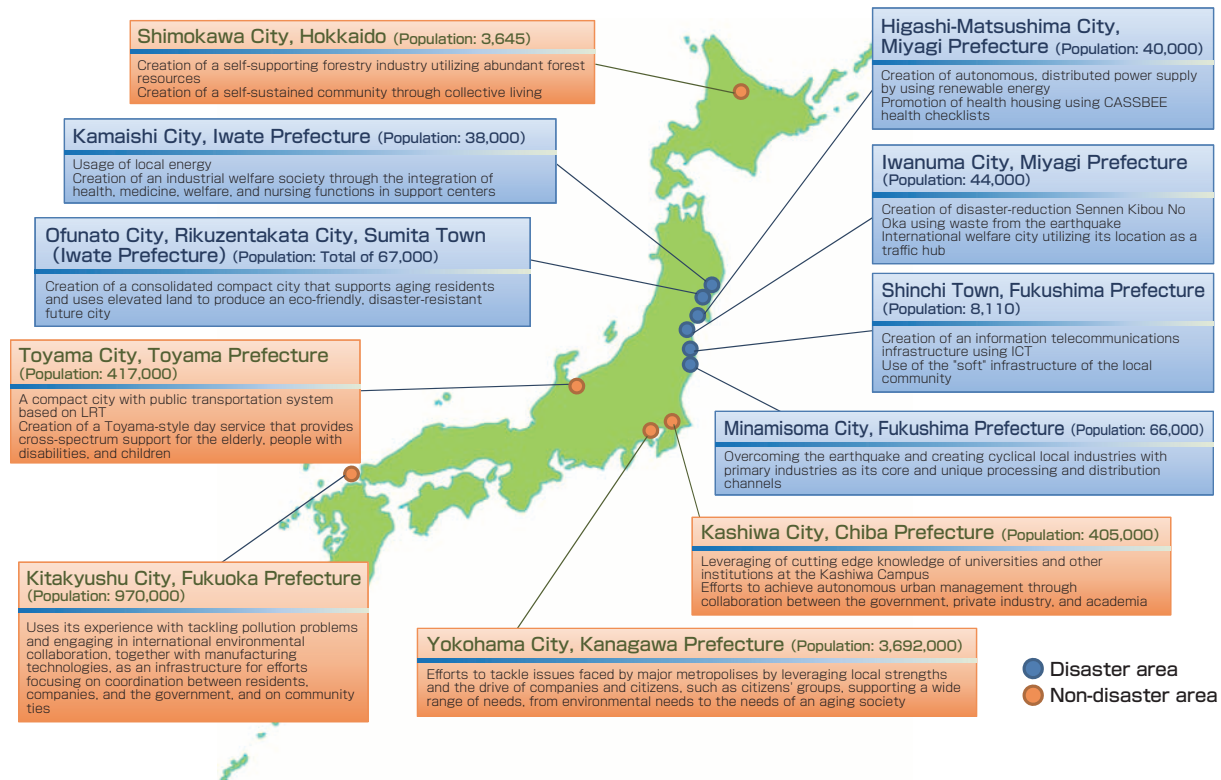 Shimokawa City, Hokkaido (Population: 3,645)
Creation of a self-supporting forestry industry utilizing abundant forest
resources
Creation of a self-sustained community through collective living
Kamaishi City, Iwate Prefecture (Population: 38,000)
Usage of local energy
Creation of an industrial welfare society through the integration of
health, medicine, welfare, and nursing functions in support centers
Ofunato City, Rikuzentakata City, Sumita Town
(Iwate Prefecture) (Population: Total of 67,000)
Creation of a consolidated compact city that supports aging residents
and uses elevated land to produce an eco-friendly, disaster-resistant
future city
Toyama City, Toyama Prefecture
(Population: 417,000)
A compact city with public transportation system
based on LRT
Creation of a Toyama-style day service that provides
cross-spectrum support for the elderly, people with
disabilities, and children
Kitakyushu City, Fukuoka Prefecture
(Population: 970,000)
Uses its experience with tackling pollution problems
and engaging in international environmental
collaboration, together with manufacturing
technologies, as an infrastructure for efforts
focusing on coordination between residents,
companies, and the government, and on community
ties
Higashi-Matsushima City,
Miyagi Prefecture (Population: 40,000)
Creation of autonomous, distributed power supply
by using renewable energy
Promotion of health housing using CASSBEE
health checklists
Iwanuma City, Miyagi Prefecture
(Population: 44,000)
Creation of disaster-reduction Sennen Kibou No
Oka using waste from the earthquake
International welfare city utilizing its location as a
traffic hub
Shinchi Town, Fukushima Prefecture
(Population: 8,110)
Creation of an information telecommunications
infrastructure using ICT
Use of the "soft" infrastructure of the local
community
Minamisoma City, Fukushima Prefecture (Population: 66,000)
Overcoming the earthquake and creating cyclical local industries with
primary industries as its core and unique processing and distribution
channels
Kashiwa City, Chiba Prefecture (Population: 405,000)
Leveraging of cutting edge knowledge of universities and other
institutions at the Kashiwa Campus
Efforts to achieve autonomous urban management through
collaboration between the government, private industry, and academia
Yokohama City, Kanagawa Prefecture (Population: 3,692,000)
Efforts to tackle issues faced by major metropolises by leveraging local strengths
and the drive of companies and citizens, such as citizens' groups, supporting a wide
range of needs, from environmental needs to the needs of an aging society
Disaster area
Non-disaster area